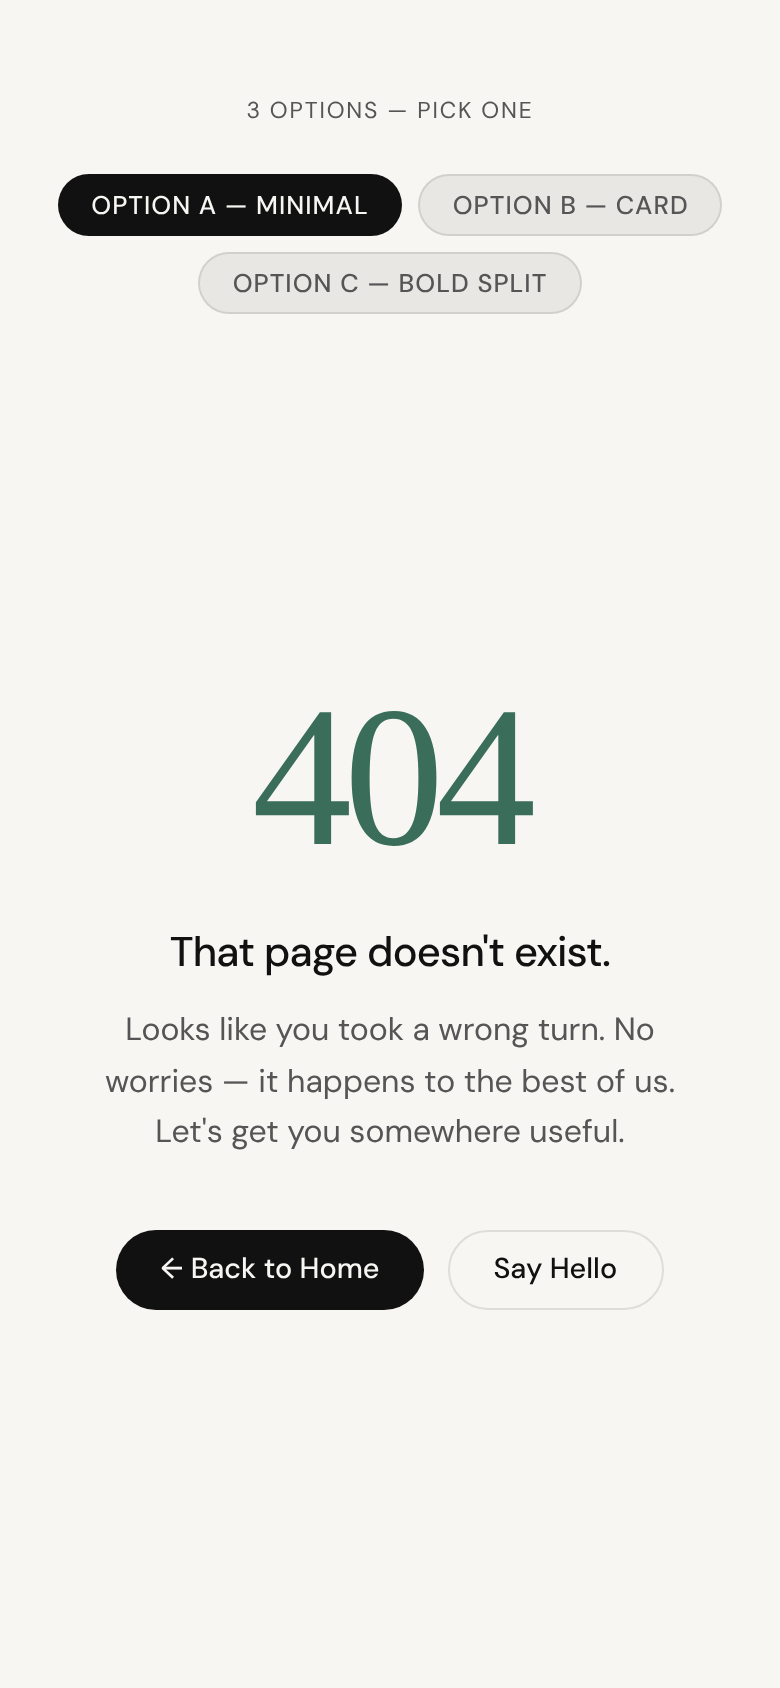 3 OPTIONS — PICK ONE
OPTION A — MINIMAL
OPTION B — CARD
OPTION C — BOLD SPLIT
404
That page doesn't exist.
Looks like you took a wrong turn. No
worries — it happens to the best of us.
Let's get you somewhere useful.
← Back to Home
Say Hello